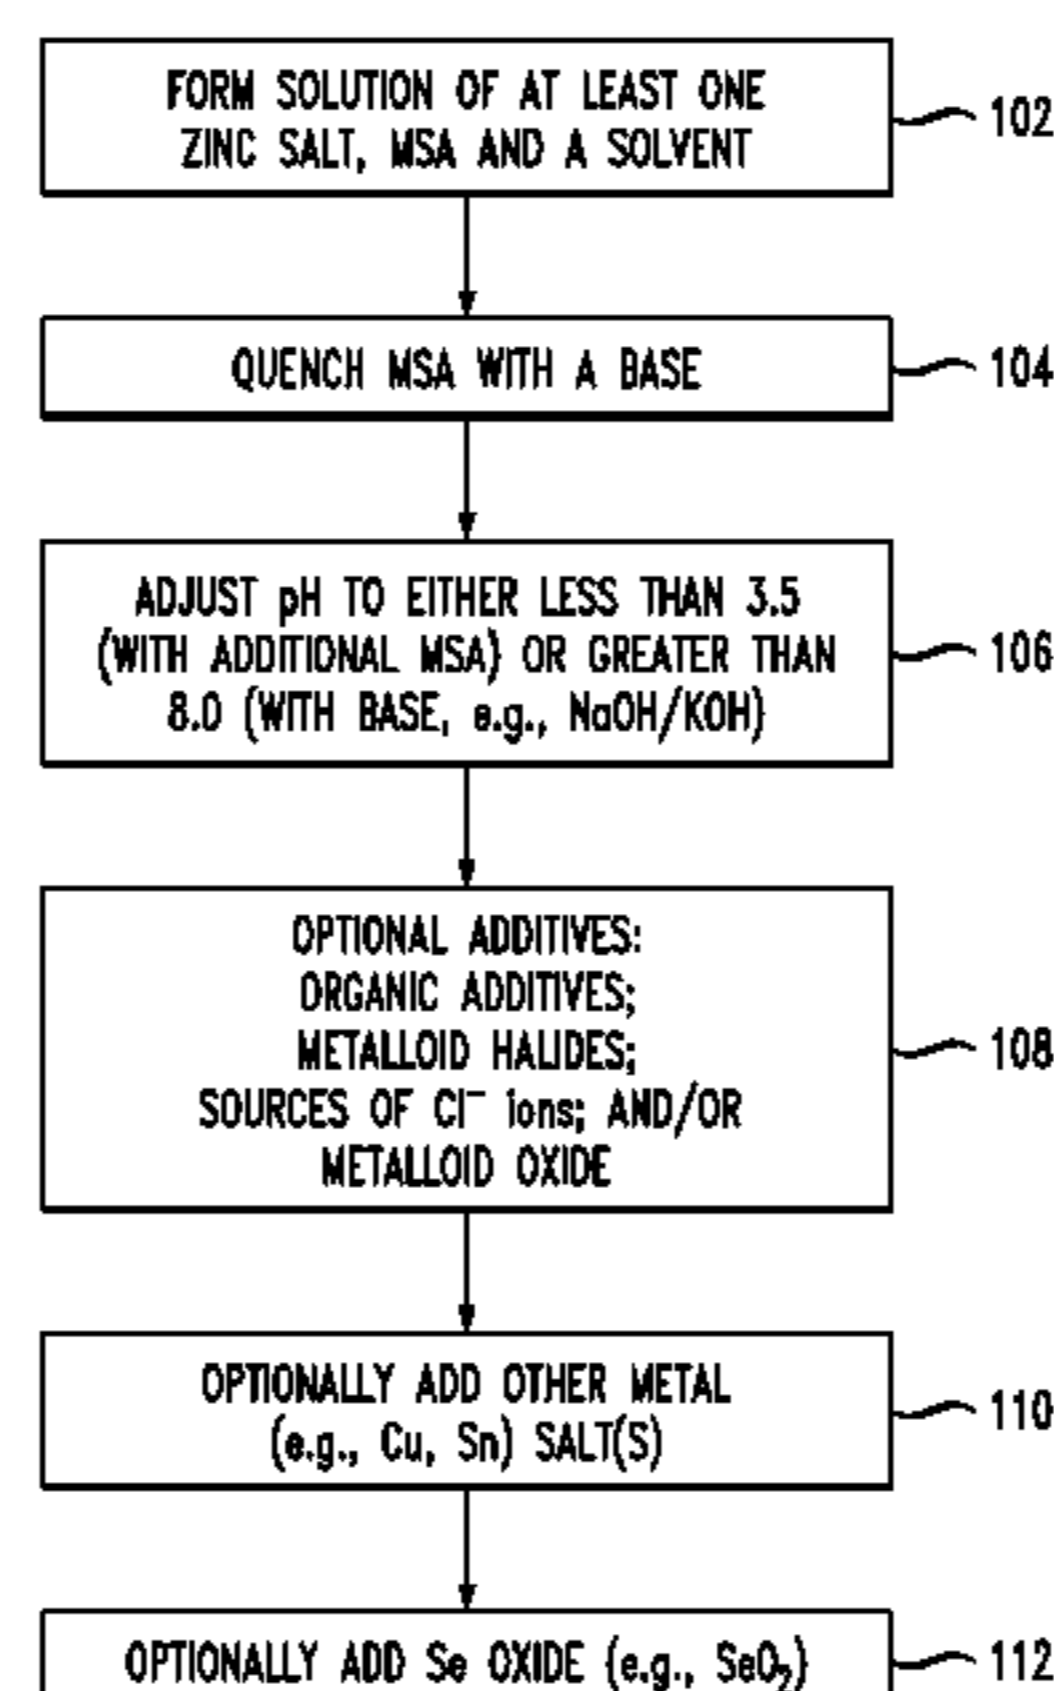 FORM SOLUTION OF AT LEAST ONE
ZINC SALT, MSA AND A SOLVENT
102
QUENCH MSA WITH A BASE
104
ADJUST pH TO EITHER LESS THAN 3.5
(WITH ADDITIONAL MSA) OR GREATER THAN
8.0 (WITH BASE, e.g., NaOH/KOH)
106
OPTIONAL ADDITIVES:
ORGANIC ADDITIVES;
METALLOID HALIDES;
SOURCES OF Cl⁻ ions; AND/OR
METALLOID OXIDE
108
OPTIONALLY ADD OTHER METAL
(e.g., Cu, Sn) SALT(S)
110
OPTIONALLY ADD Se OXIDE (e.g., SeO₂)
112